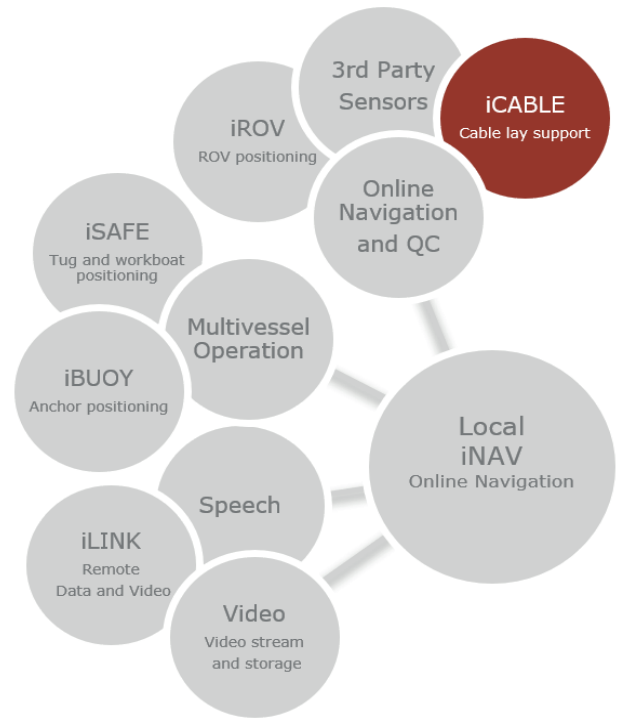 3rd Party
Sensors
iCABLE
Cable lay support
iROV
ROV positioning
Online
Navigation
and QC
iSAFE
Tug and workboat
positioning
Multivessel
Operation
iBUOY
Anchor positioning
Local
iNAV
Online Navigation
Speech
iLINK
Remote
Data and Video
Video
Video stream
and storage